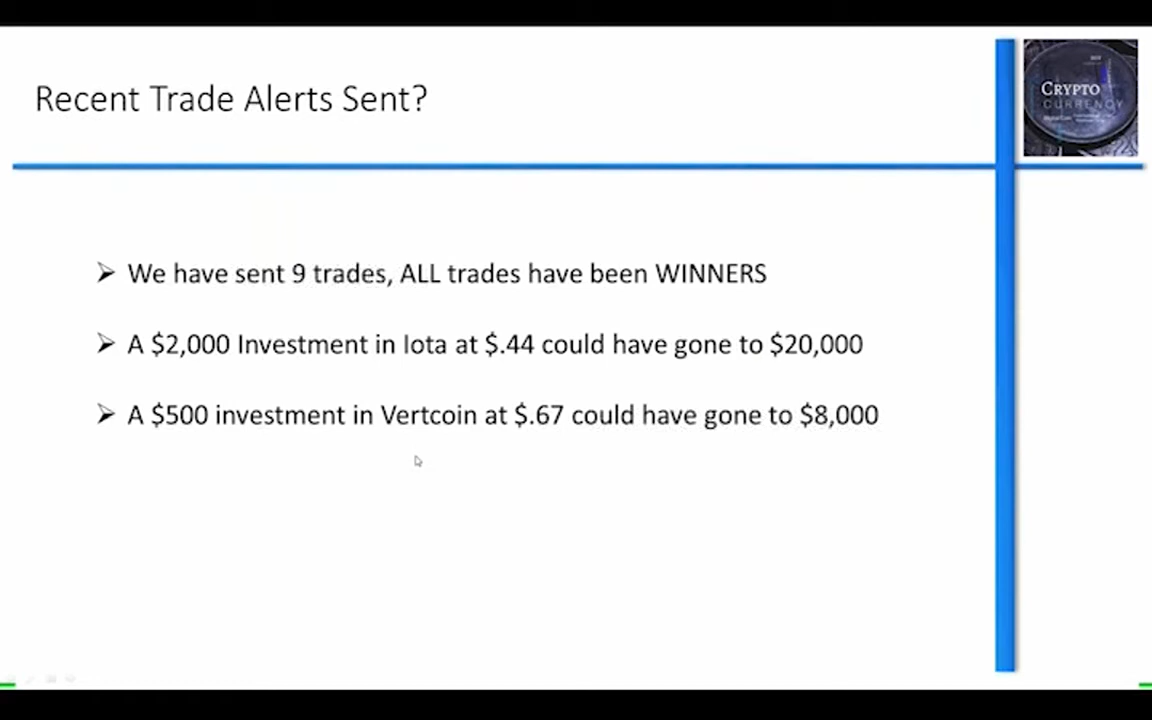 Recent Trade Alerts Sent?
CRYPTO
CURRENCY
➢ We have sent 9 trades, ALL trades have been WINNERS
➢ A $2,000 Investment in Iota at $.44 could have gone to $20,000
➢ A $500 investment in Vertcoin at $.67 could have gone to $8,000